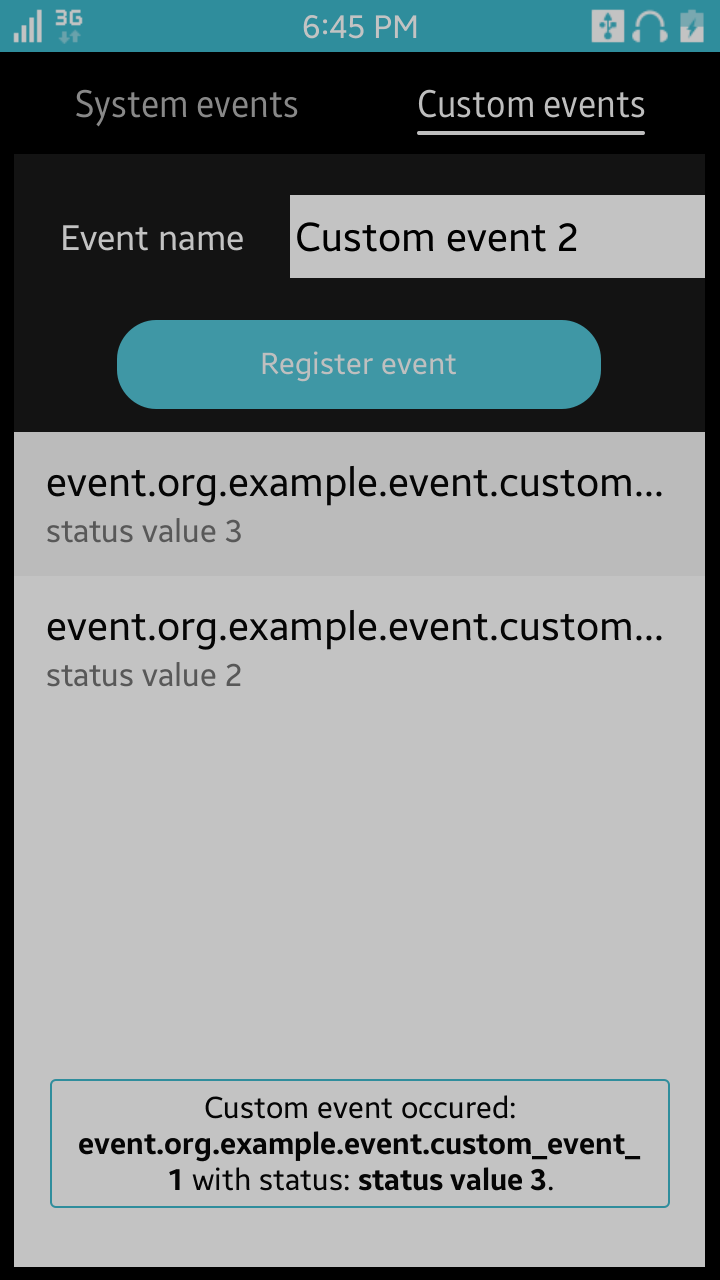 3G
6:45 PM
System events
Custom events
Event name
Custom event 2
Register event
event.org.example.event.custom...
status value 3
event.org.example.event.custom...
status value 2
Custom event occured:
event.org.example.event.custom_event_
1 with status: status value 3.